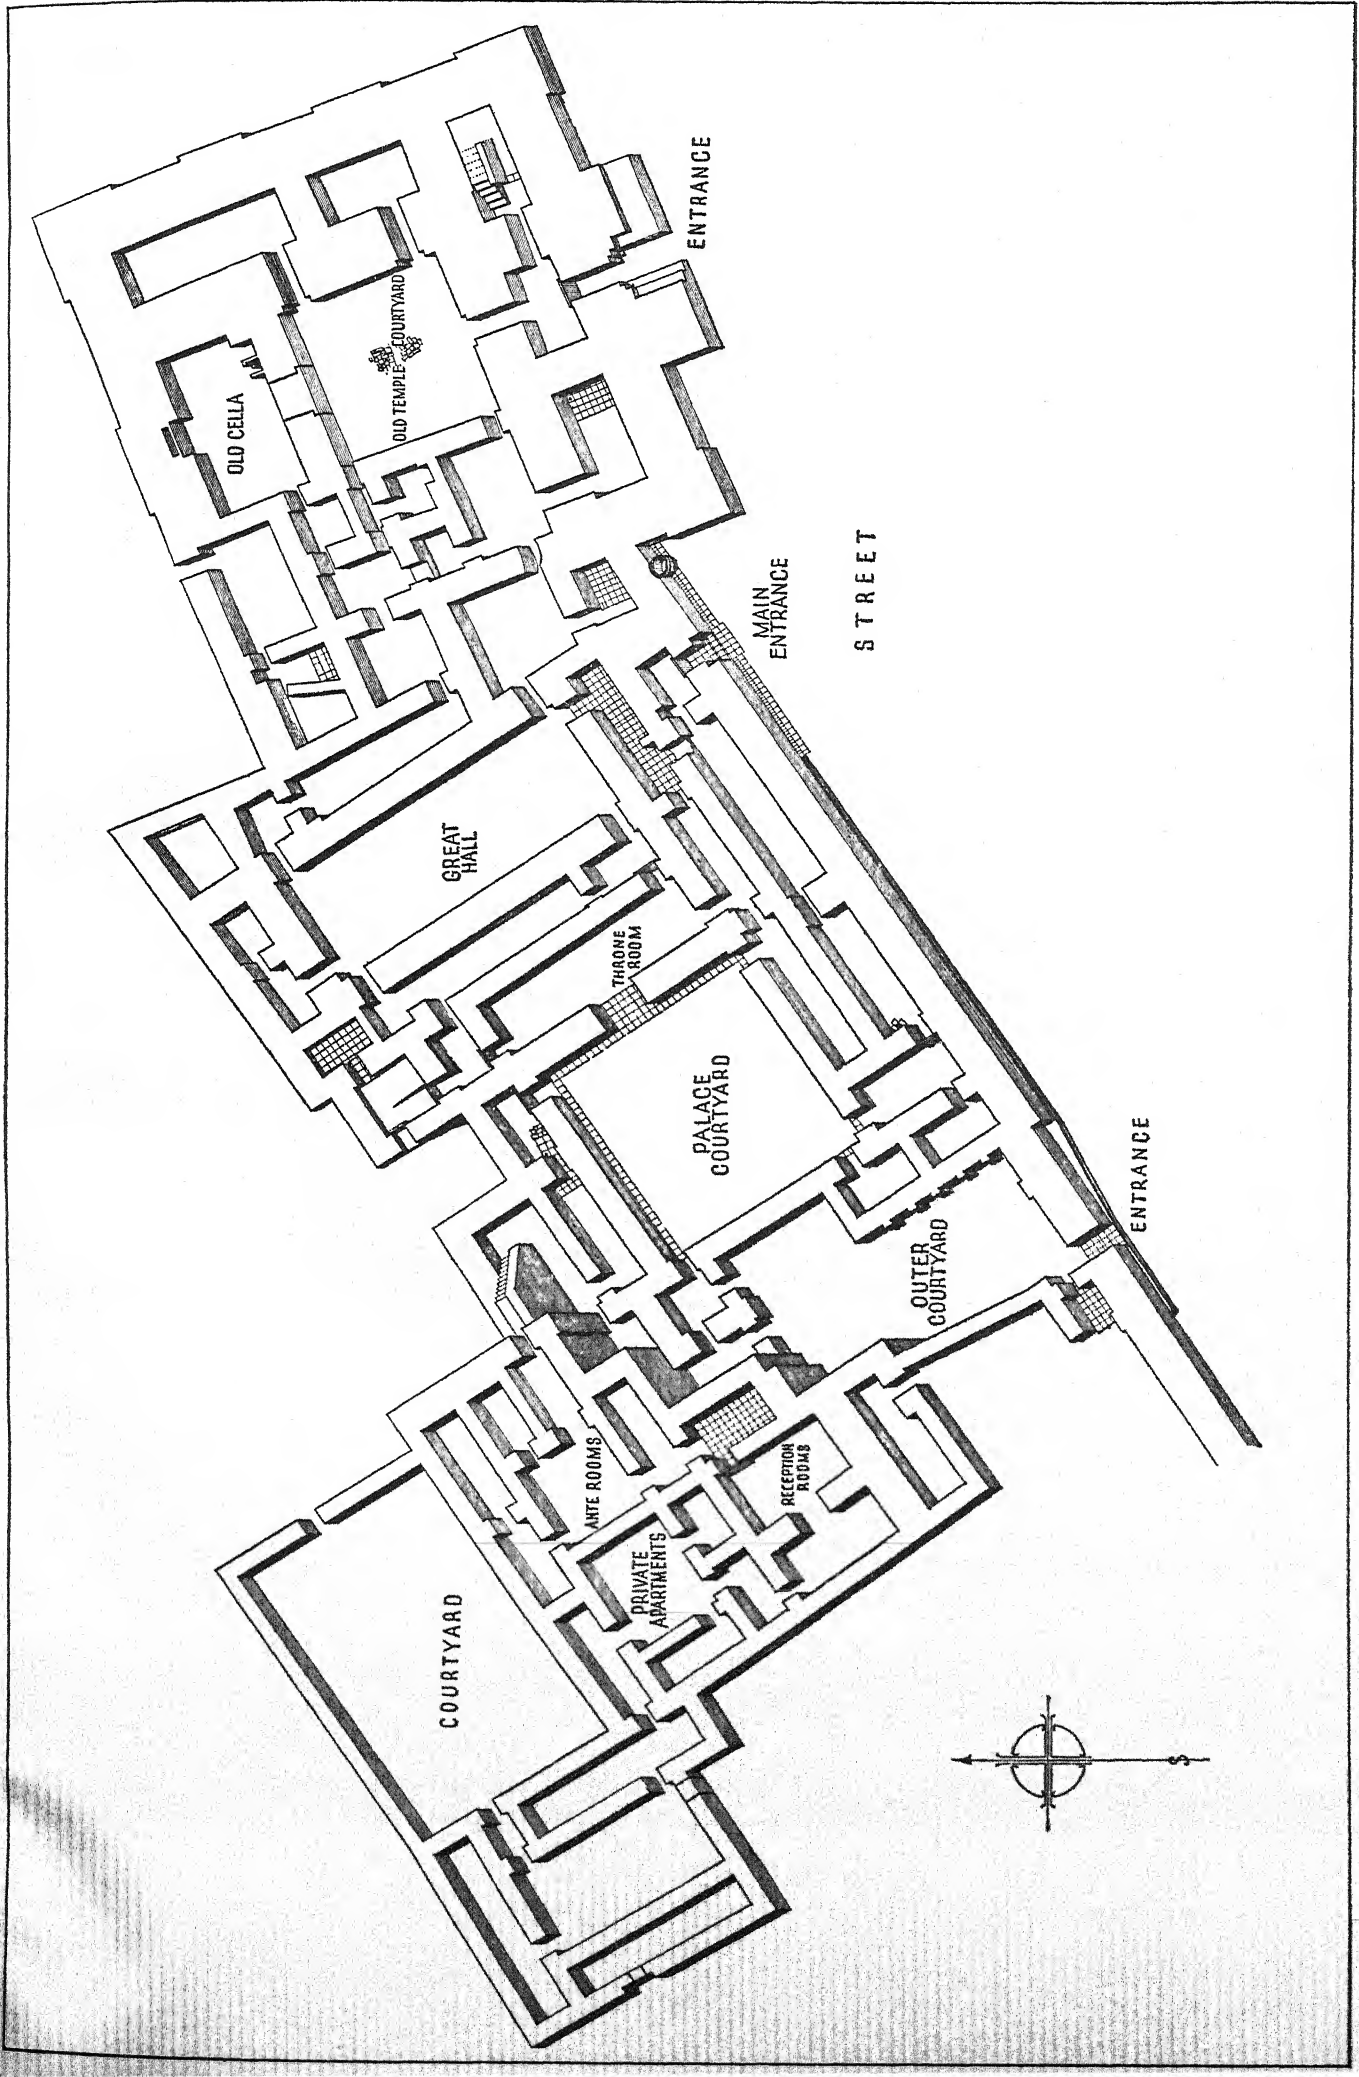 OLD CELLA
OLD TEMPLE COURTYARD
ENTRANCE
GREAT
HALL
MAIN
ENTRANCE
STREET
THRONE
ROOM
PALACE
COURTYARD
OUTER
COURTYARD
ENTRANCE
ANTE ROOMS
RECEPTION
ROOMS
PRIVATE
APARTMENTS
COURTYARD
S